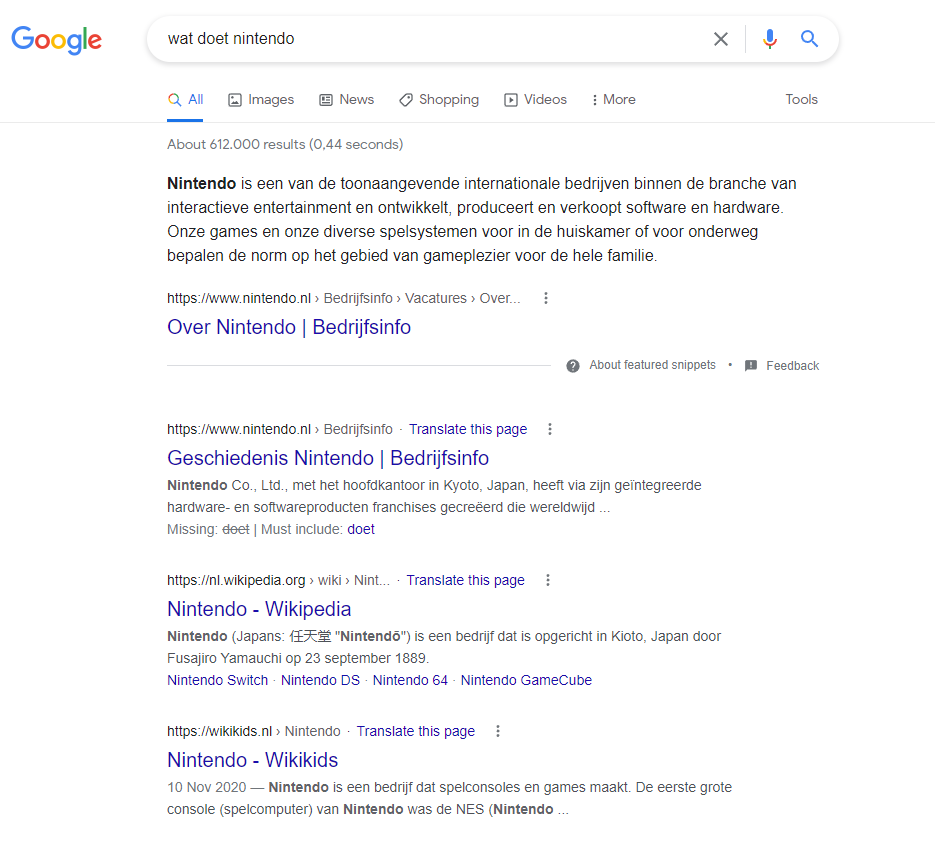 Google
wat doet nintendo
All Images News Shopping Videos More Tools
About 612.000 results (0,44 seconds)
Nintendo is een van de toonaangevende internationale bedrijven binnen de branche van
interactieve entertainment en ontwikkelt, produceert en verkoopt software en hardware.
Onze games en onze diverse spelsystemen voor in de huiskamer of voor onderweg
bepalen de norm op het gebied van gameplezier voor de hele familie.
https://www.nintendo.nl › Bedrijfsinfo › Vacatures › Over...
Over Nintendo | Bedrijfsinfo
About featured snippets • Feedback
https://www.nintendo.nl › Bedrijfsinfo · Translate this page
Geschiedenis Nintendo | Bedrijfsinfo
Nintendo Co., Ltd., met het hoofdkantoor in Kyoto, Japan, heeft via zijn geïntegreerde
hardware- en softwareproducten franchises gecreëerd die wereldwijd ...
Missing: doet | Must include: doet
https://nl.wikipedia.org › wiki › Nint... · Translate this page
Nintendo - Wikipedia
Nintendo (Japans: 任天堂 "Nintendō") is een bedrijf dat is opgericht in Kioto, Japan door
Fusajiro Yamauchi op 23 september 1889.
Nintendo Switch · Nintendo DS · Nintendo 64 · Nintendo GameCube
https://wikikids.nl › Nintendo · Translate this page
Nintendo - Wikikids
10 Nov 2020 — Nintendo is een bedrijf dat spelconsoles en games maakt. De eerste grote
console (spelcomputer) van Nintendo was de NES (Nintendo ...